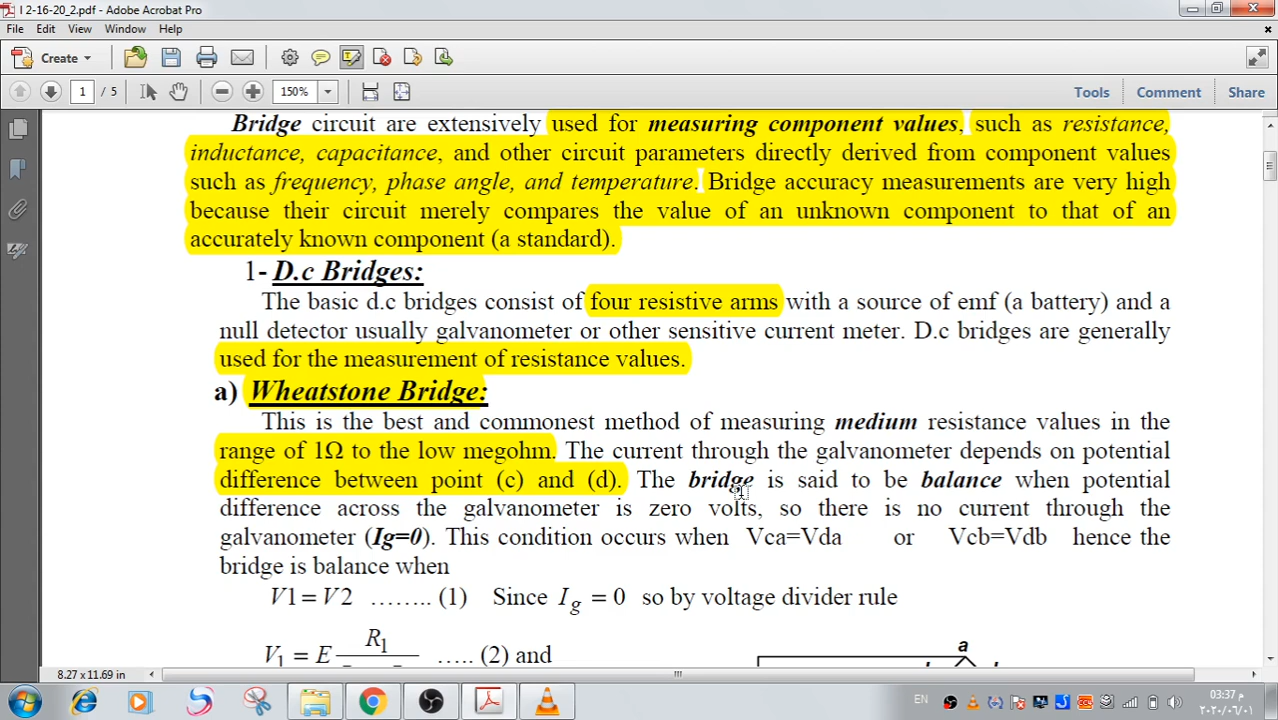 I 2-16-20_2.pdf - Adobe Acrobat Pro
File Edit View Window Help
Create
1 / 5 150% Tools Comment Share
Bridge circuit are extensively used for measuring component values, such as resistance,
inductance, capacitance, and other circuit parameters directly derived from component values
such as frequency, phase angle, and temperature. Bridge accuracy measurements are very high
because their circuit merely compares the value of an unknown component to that of an
accurately known component (a standard).
1- D.c Bridges:
The basic d.c bridges consist of four resistive arms with a source of emf (a battery) and a
null detector usually galvanometer or other sensitive current meter. D.c bridges are generally
used for the measurement of resistance values.
a) Wheatstone Bridge:
This is the best and commonest method of measuring medium resistance values in the
range of 1Ω to the low megohm. The current through the galvanometer depends on potential
difference between point (c) and (d). The bridge is said to be balance when potential
difference across the galvanometer is zero volts, so there is no current through the
galvanometer (Ig=0). This condition occurs when Vca=Vda or Vcb=Vdb hence the
bridge is balance when
V1 = V2 …….. (1) Since I_g = 0 so by voltage divider rule
V₁ = E R₁ ….. (2) and
a
8.27 x 11.69 in
EN 03:37 م
٢٠٢٠/٠٦/٠١